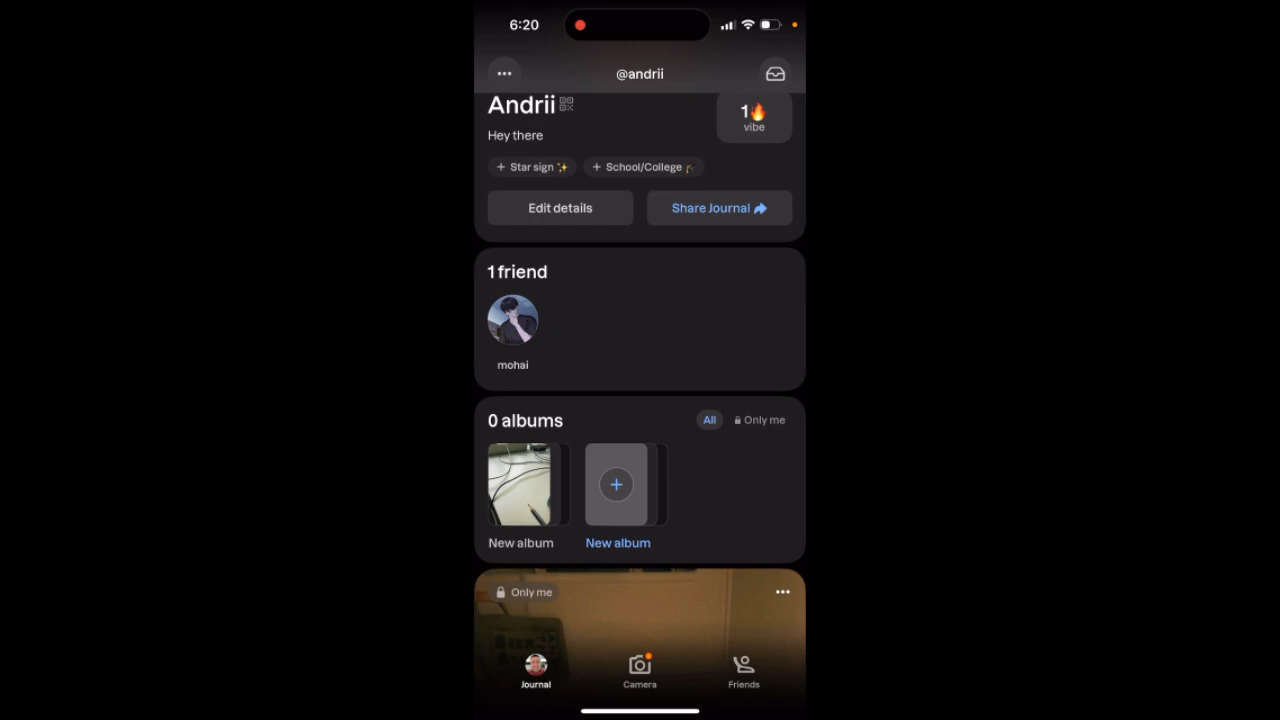 6:20
@andrii
Andrii
1🔥
vibe
Hey there
+ Star sign ✨
+ School/College
Edit details
Share Journal
1 friend
mohai
0 albums
All
Only me
New album
New album
Only me
Journal
Camera
Friends